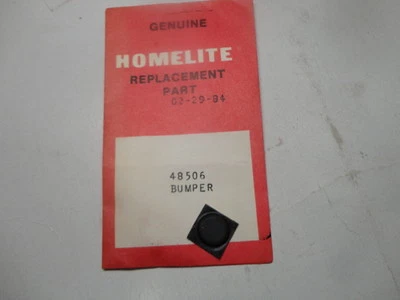 GENUINE
HOMELITE
REPLACEMENT
PART
02-29-84
48506
BUMPER